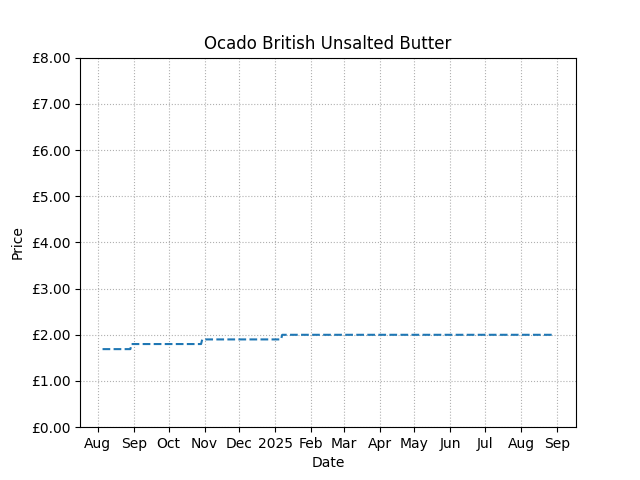 Ocado British Unsalted Butter
£8.00
£7.00
£6.00
£5.00
£4.00
£3.00
£2.00
£1.00
£0.00
Price
Aug Sep Oct Nov Dec 2025 Feb Mar Apr May Jun Jul Aug Sep
Date